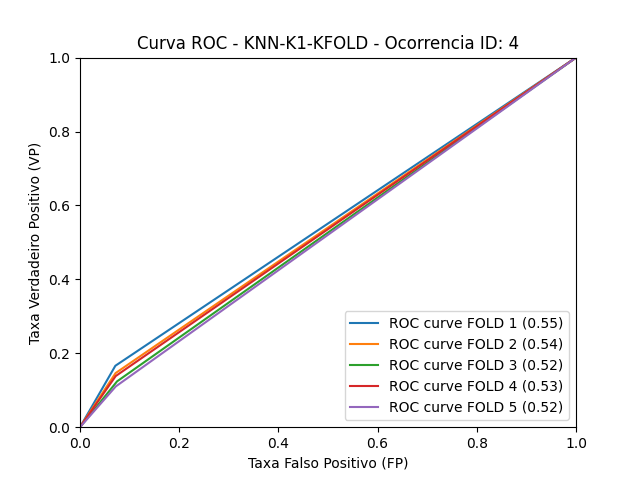 Curva ROC - KNN-K1-KFOLD - Ocorrencia ID: 4
1.0
0.8
0.6
0.4
0.2
0.0
Taxa Verdadeiro Positivo (VP)
ROC curve FOLD 1 (0.55)
ROC curve FOLD 2 (0.54)
ROC curve FOLD 3 (0.52)
ROC curve FOLD 4 (0.53)
ROC curve FOLD 5 (0.52)
0.0 0.2 0.4 0.6 0.8 1.0
Taxa Falso Positivo (FP)